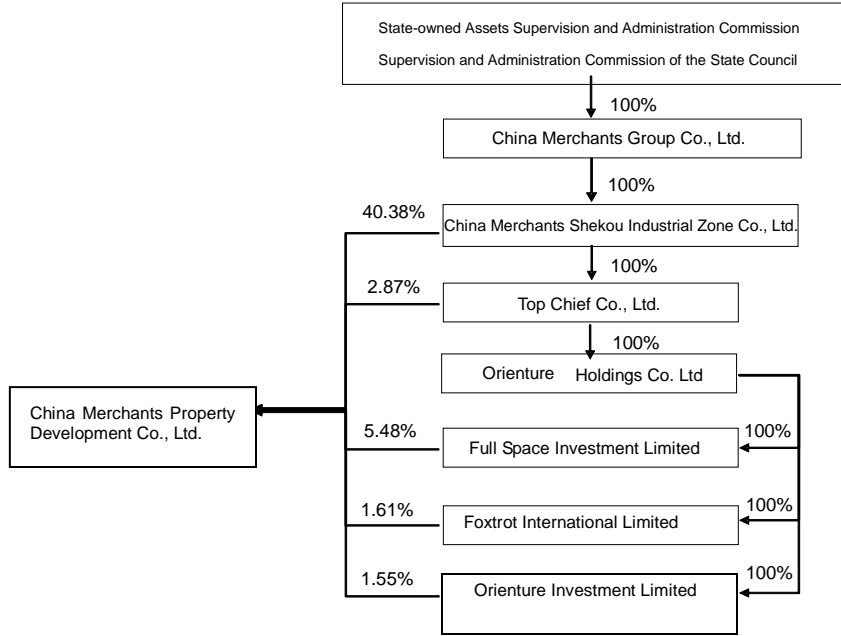 State-owned Assets Supervision and Administration Commission
Supervision and Administration Commission of the State Council
100%
China Merchants Group Co., Ltd.
100%
40.38%
China Merchants Shekou Industrial Zone Co., Ltd.
100%
2.87%
Top Chief Co., Ltd.
100%
Orienture Holdings Co. Ltd
China Merchants Property
Development Co., Ltd.
5.48%
Full Space Investment Limited
100%
1.61%
Foxtrot International Limited
100%
1.55%
Orienture Investment Limited
100%